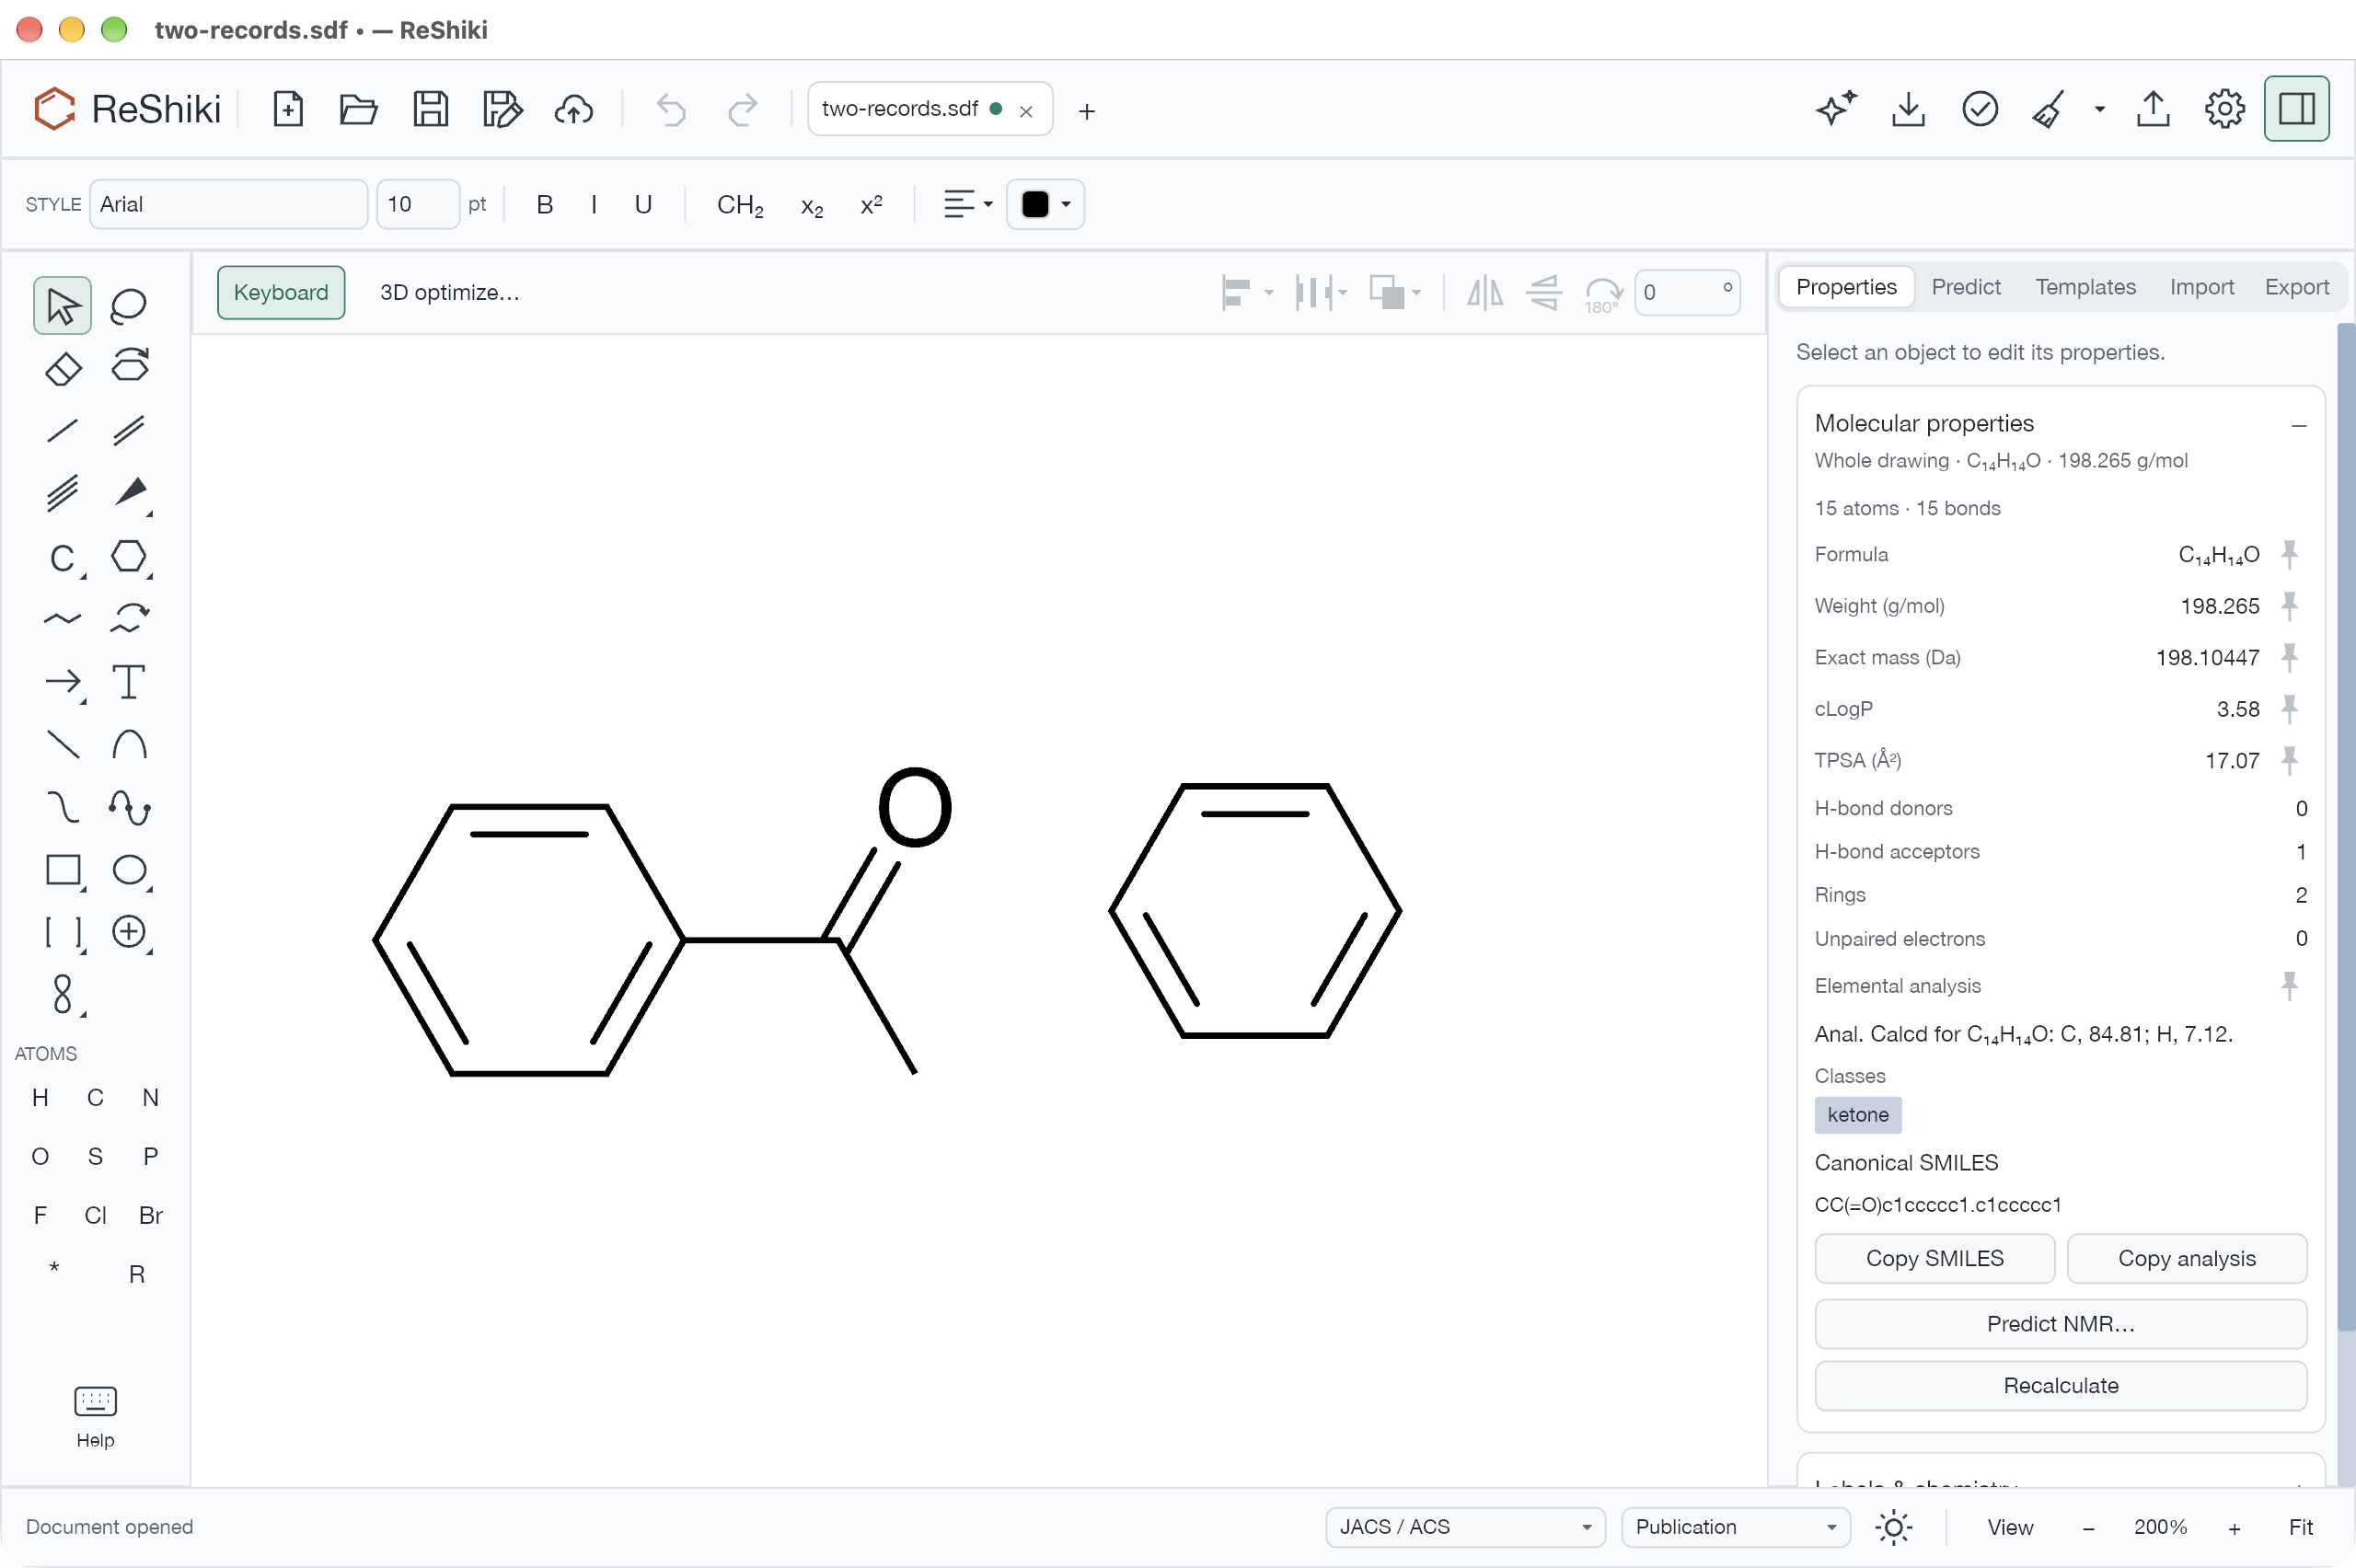 two-records.sdf • — ReShiki
ReShiki
two-records.sdf
STYLE Arial 10 pt B I U CH₂ x₂ x²
Keyboard 3D optimize…
180° 0 °
Properties Predict Templates Import Export
Select an object to edit its properties.
Molecular properties
Whole drawing · C₁₄H₁₄O · 198.265 g/mol
15 atoms · 15 bonds
Formula C₁₄H₁₄O
Weight (g/mol) 198.265
Exact mass (Da) 198.10447
cLogP 3.58
TPSA (Å²) 17.07
H-bond donors 0
H-bond acceptors 1
Rings 2
Unpaired electrons 0
Elemental analysis
Anal. Calcd for C₁₄H₁₄O: C, 84.81; H, 7.12.
Classes
ketone
Canonical SMILES
CC(=O)c1ccccc1.c1ccccc1
Copy SMILES Copy analysis
Predict NMR…
Recalculate
Labels & chemistry
C
T
[ ]
O
ATOMS
H C N
O S P
F Cl Br
* R
Help
Document opened
JACS / ACS Publication View – 200% + Fit